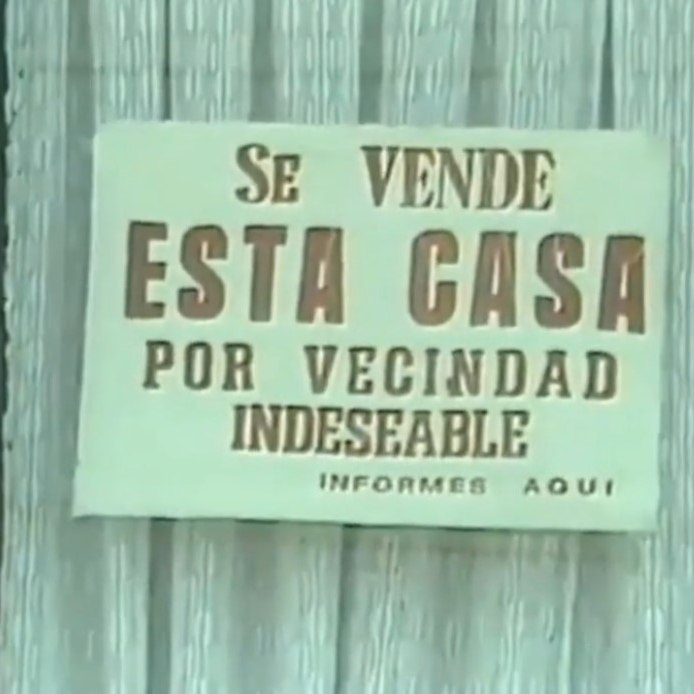 SE VENDE
ESTA CASA
POR VECINDAD
INDESEABLE
INFORMES AQUI